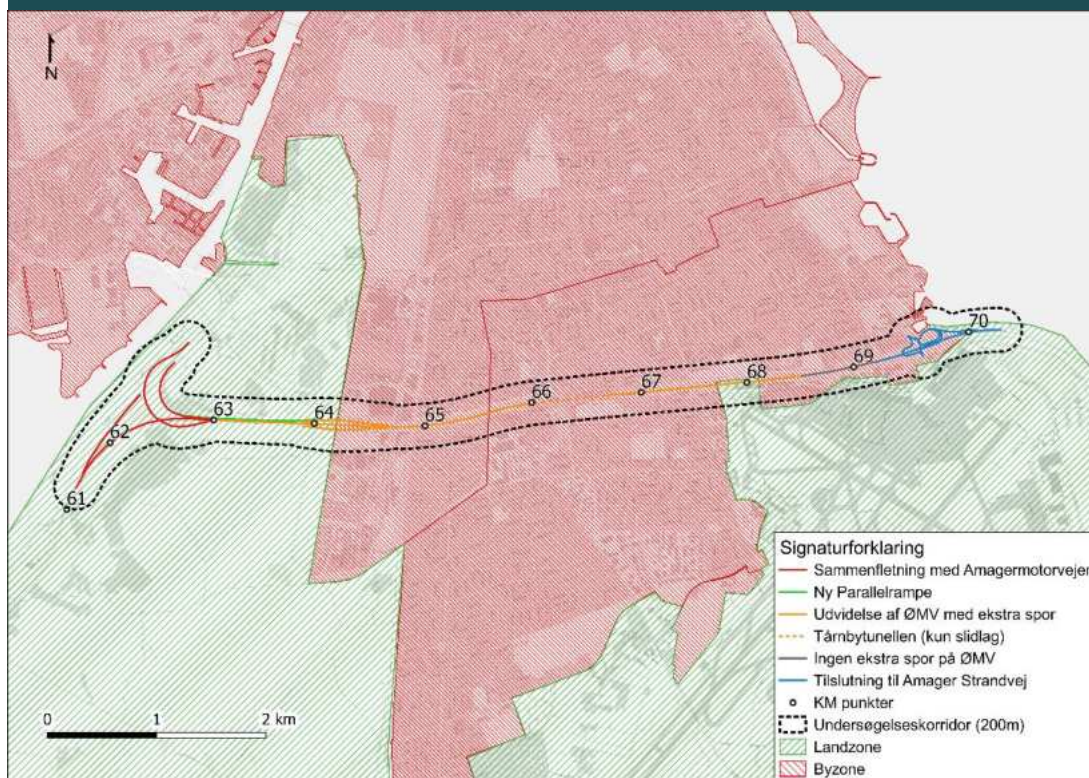 N
61
62
63
64
65
66
67
68
69
70
0 1 2 km
Signaturforklaring
Sammenfletning med Amagermotorvejen
Ny Parallelrampe
Udvidelse af ØMV med ekstra spor
Tårnbytunellen (kun slidlag)
Ingen ekstra spor på ØMV
Tilslutning til Amager Strandvej
KM punkter
Undersøgelseskorridor (200m)
Landzone
Byzone